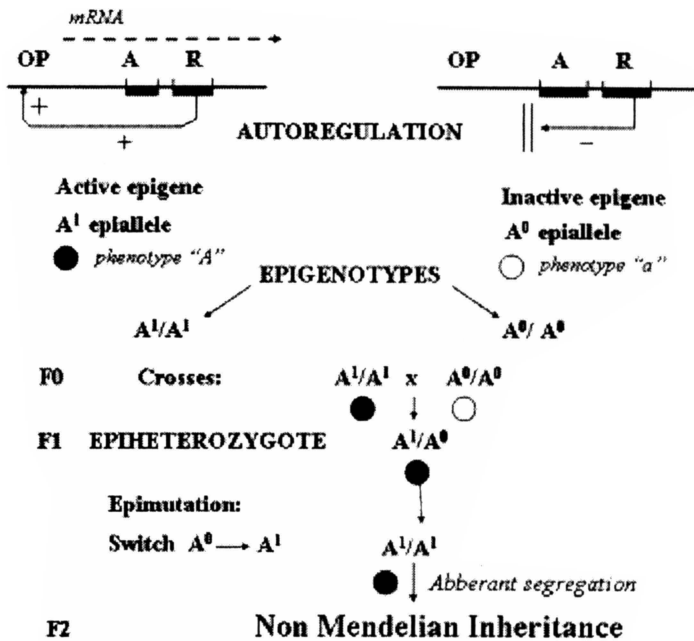 mRNA
OP A R OP A R
+ + AUTOREGULATION –
Active epigene Inactive epigene
A¹ epiallele A⁰ epiallele
phenotype "A" phenotype "a"
EPIGENOTYPES
A¹/A¹ A⁰/ A⁰
F0 Crosses: A¹/A¹ x A⁰/A⁰
F1 EPIHETEROZYGOTE A¹/A⁰
Epimutation:
Switch A⁰ → A¹ A¹/A¹
Abberant segregation
F2 Non Mendelian Inheritance